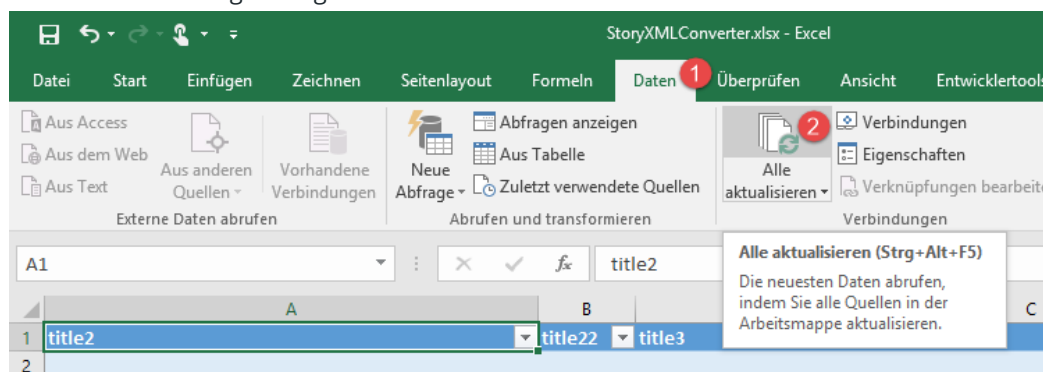 StoryXMLConverter.xlsx - Excel
Datei Start Einfügen Zeichnen Seitenlayout Formeln Daten 1 Überprüfen Ansicht Entwicklertools
Aus Access
Aus dem Web
Aus Text
Aus anderen
Quellen
Vorhandene
Verbindungen
Externe Daten abrufen
Neue
Abfrage
Abfragen anzeigen
Aus Tabelle
Zuletzt verwendete Quellen
Abrufen und transformieren
2
Alle
aktualisieren
Verbindungen
Eigenschaften
Verknüpfungen
Verbindungen
A1 fx title2
Alle aktualisieren (Strg+Alt+F5)
Die neuesten Daten abrufen,
indem Sie alle Quellen in der
Arbeitsmappe aktualisieren.
A B C
1 title2 title22 title3
2